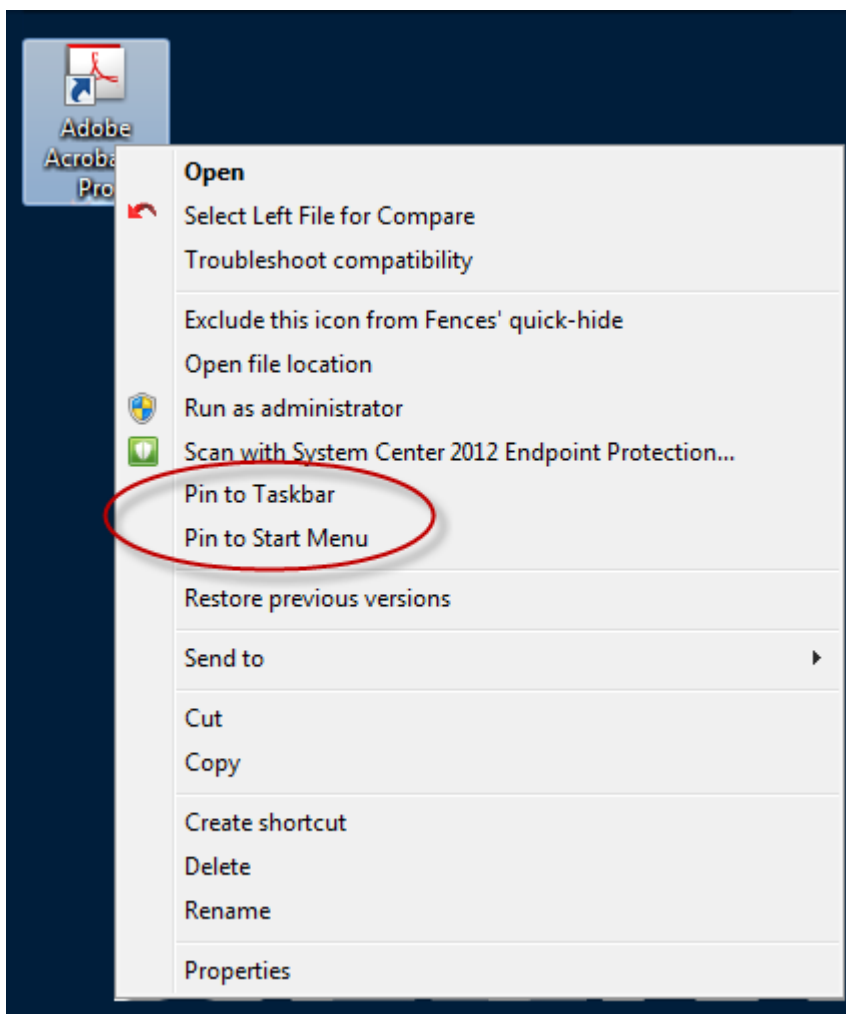 Adobe
Acroba
Pro
Open
Select Left File for Compare
Troubleshoot compatibility
Exclude this icon from Fences' quick-hide
Open file location
Run as administrator
Scan with System Center 2012 Endpoint Protection...
Pin to Taskbar
Pin to Start Menu
Restore previous versions
Send to
Cut
Copy
Create shortcut
Delete
Rename
Properties